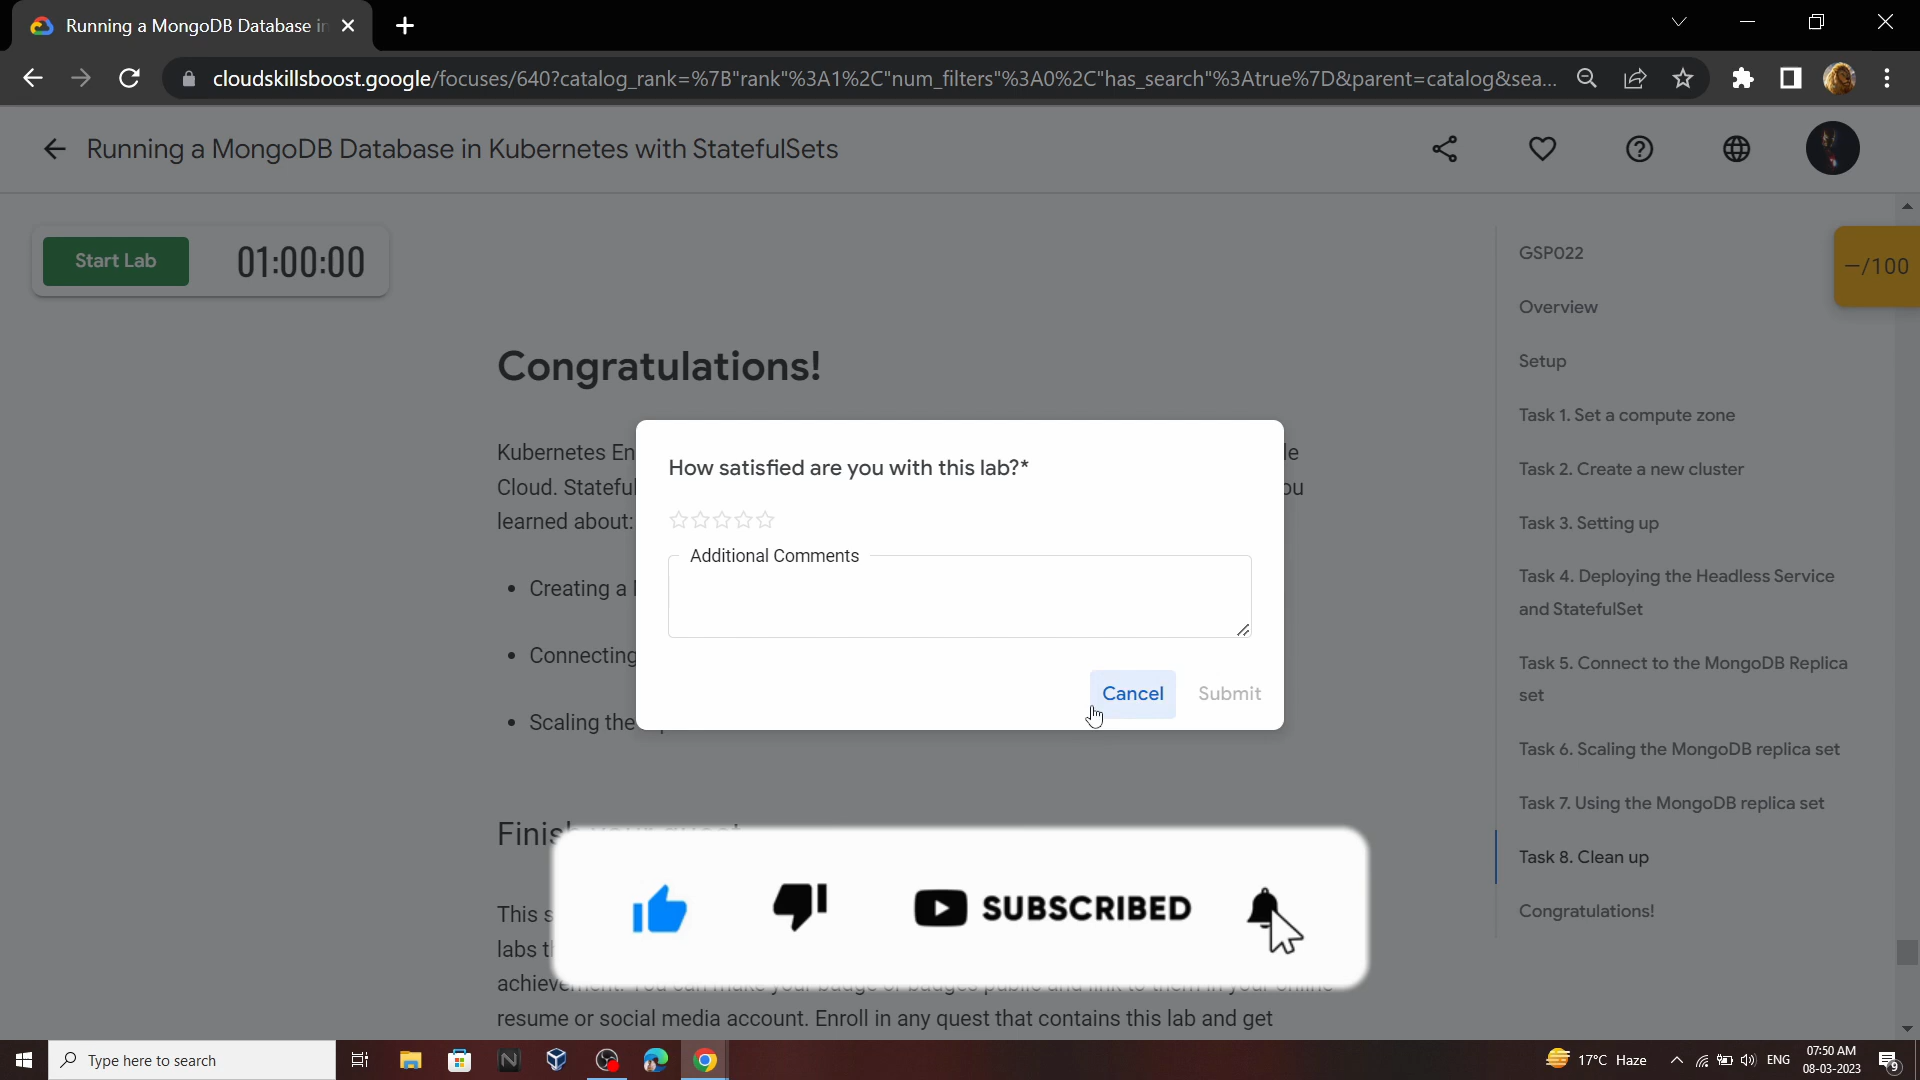 Running a MongoDB Database in
cloudskillsboost.google/focuses/640?catalog_rank=%7B"rank"%3A1%2C"num_filters"%3A0%2C"has_search"%3Atrue%7D&parent=catalog&sea...
Running a MongoDB Database in Kubernetes with StatefulSets
Start Lab
01:00:00
Congratulations!
Kubernetes En
Cloud. Stateful
learned about:
Creating a
Connecting
Scaling the
How satisfied are you with this lab?*
Additional Comments
Cancel
Submit
SUBSCRIBED
This s
labs
resume or social media account. Enroll in any quest that contains this lab and get
GSP022
Overview
Setup
Task 1. Set a compute zone
Task 2. Create a new cluster
Task 3. Setting up
Task 4. Deploying the Headless Service
and StatefulSet
Task 5. Connect to the MongoDB Replica
set
Task 6. Scaling the MongoDB replica set
Task 7. Using the MongoDB replica set
Task 8. Clean up
Congratulations!
–/100
Type here to search
17°C Haze
ENG
07:50 AM
08-03-2023
9